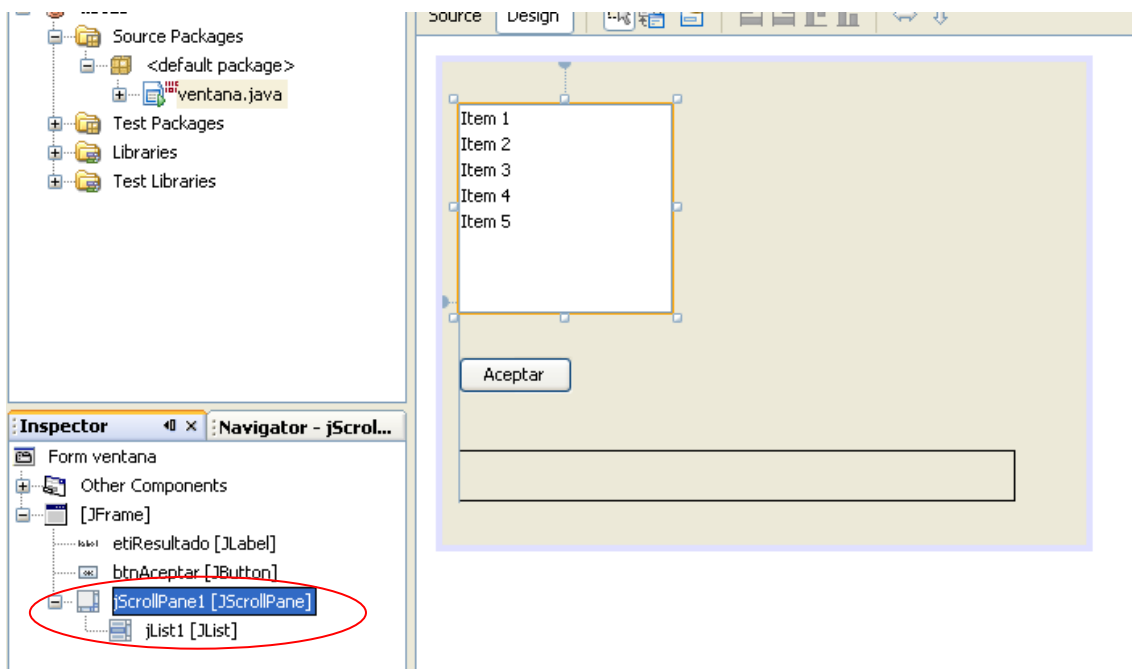 Source Packages
<default package>
ventana.java
Test Packages
Libraries
Test Libraries
Source Design
Item 1
Item 2
Item 3
Item 4
Item 5
Aceptar
Inspector
Navigator - jScrol...
Form ventana
Other Components
[JFrame]
label etiResultado [JLabel]
OK btnAceptar [JButton]
jScrollPane1 [JScrollPane]
jList1 [JList]